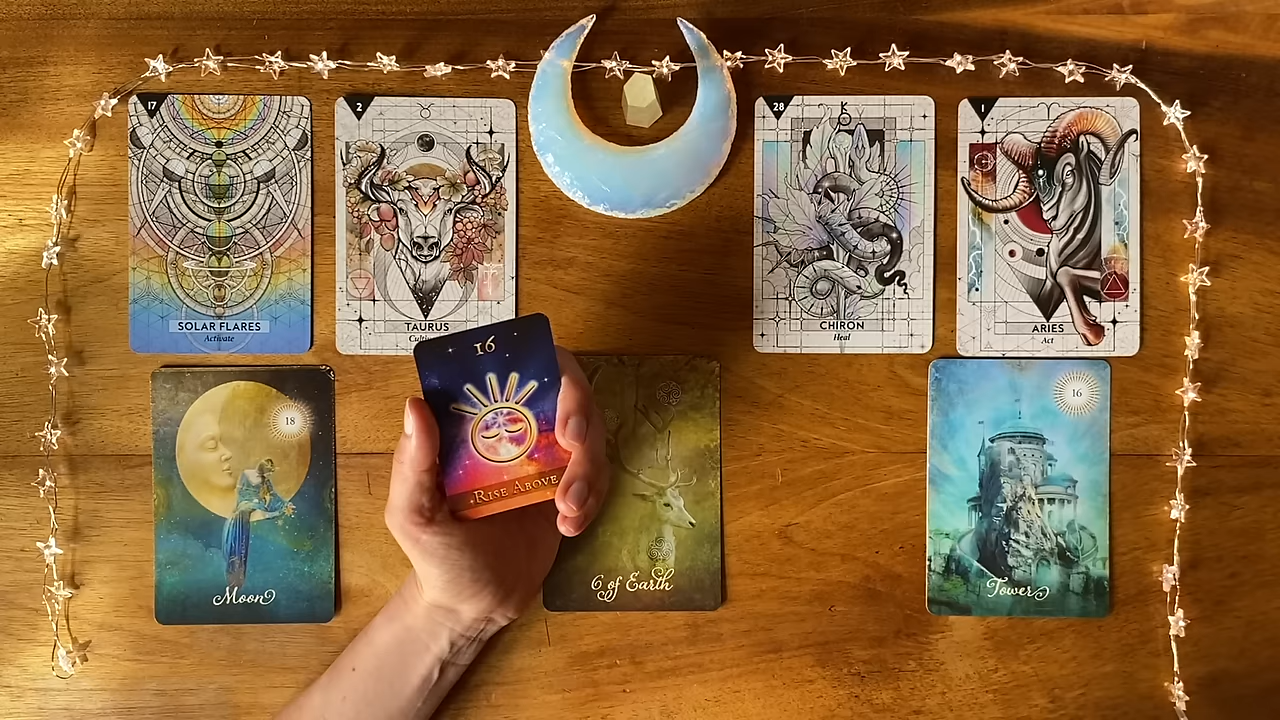 17
SOLAR FLARES
Activate
2
TAURUS
28
CHIRON
Heal
1
ARIES
Act
18
Moon
16
Rise Above
6 of Earth
16
Tower